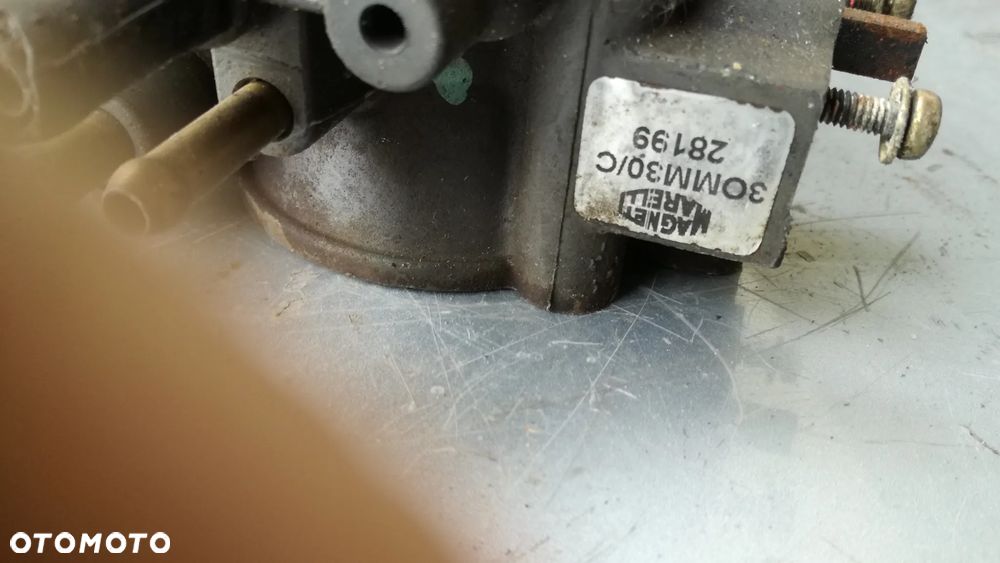 MAGNETI
MARELLI
30MM30/C
28199
OTOMOTO